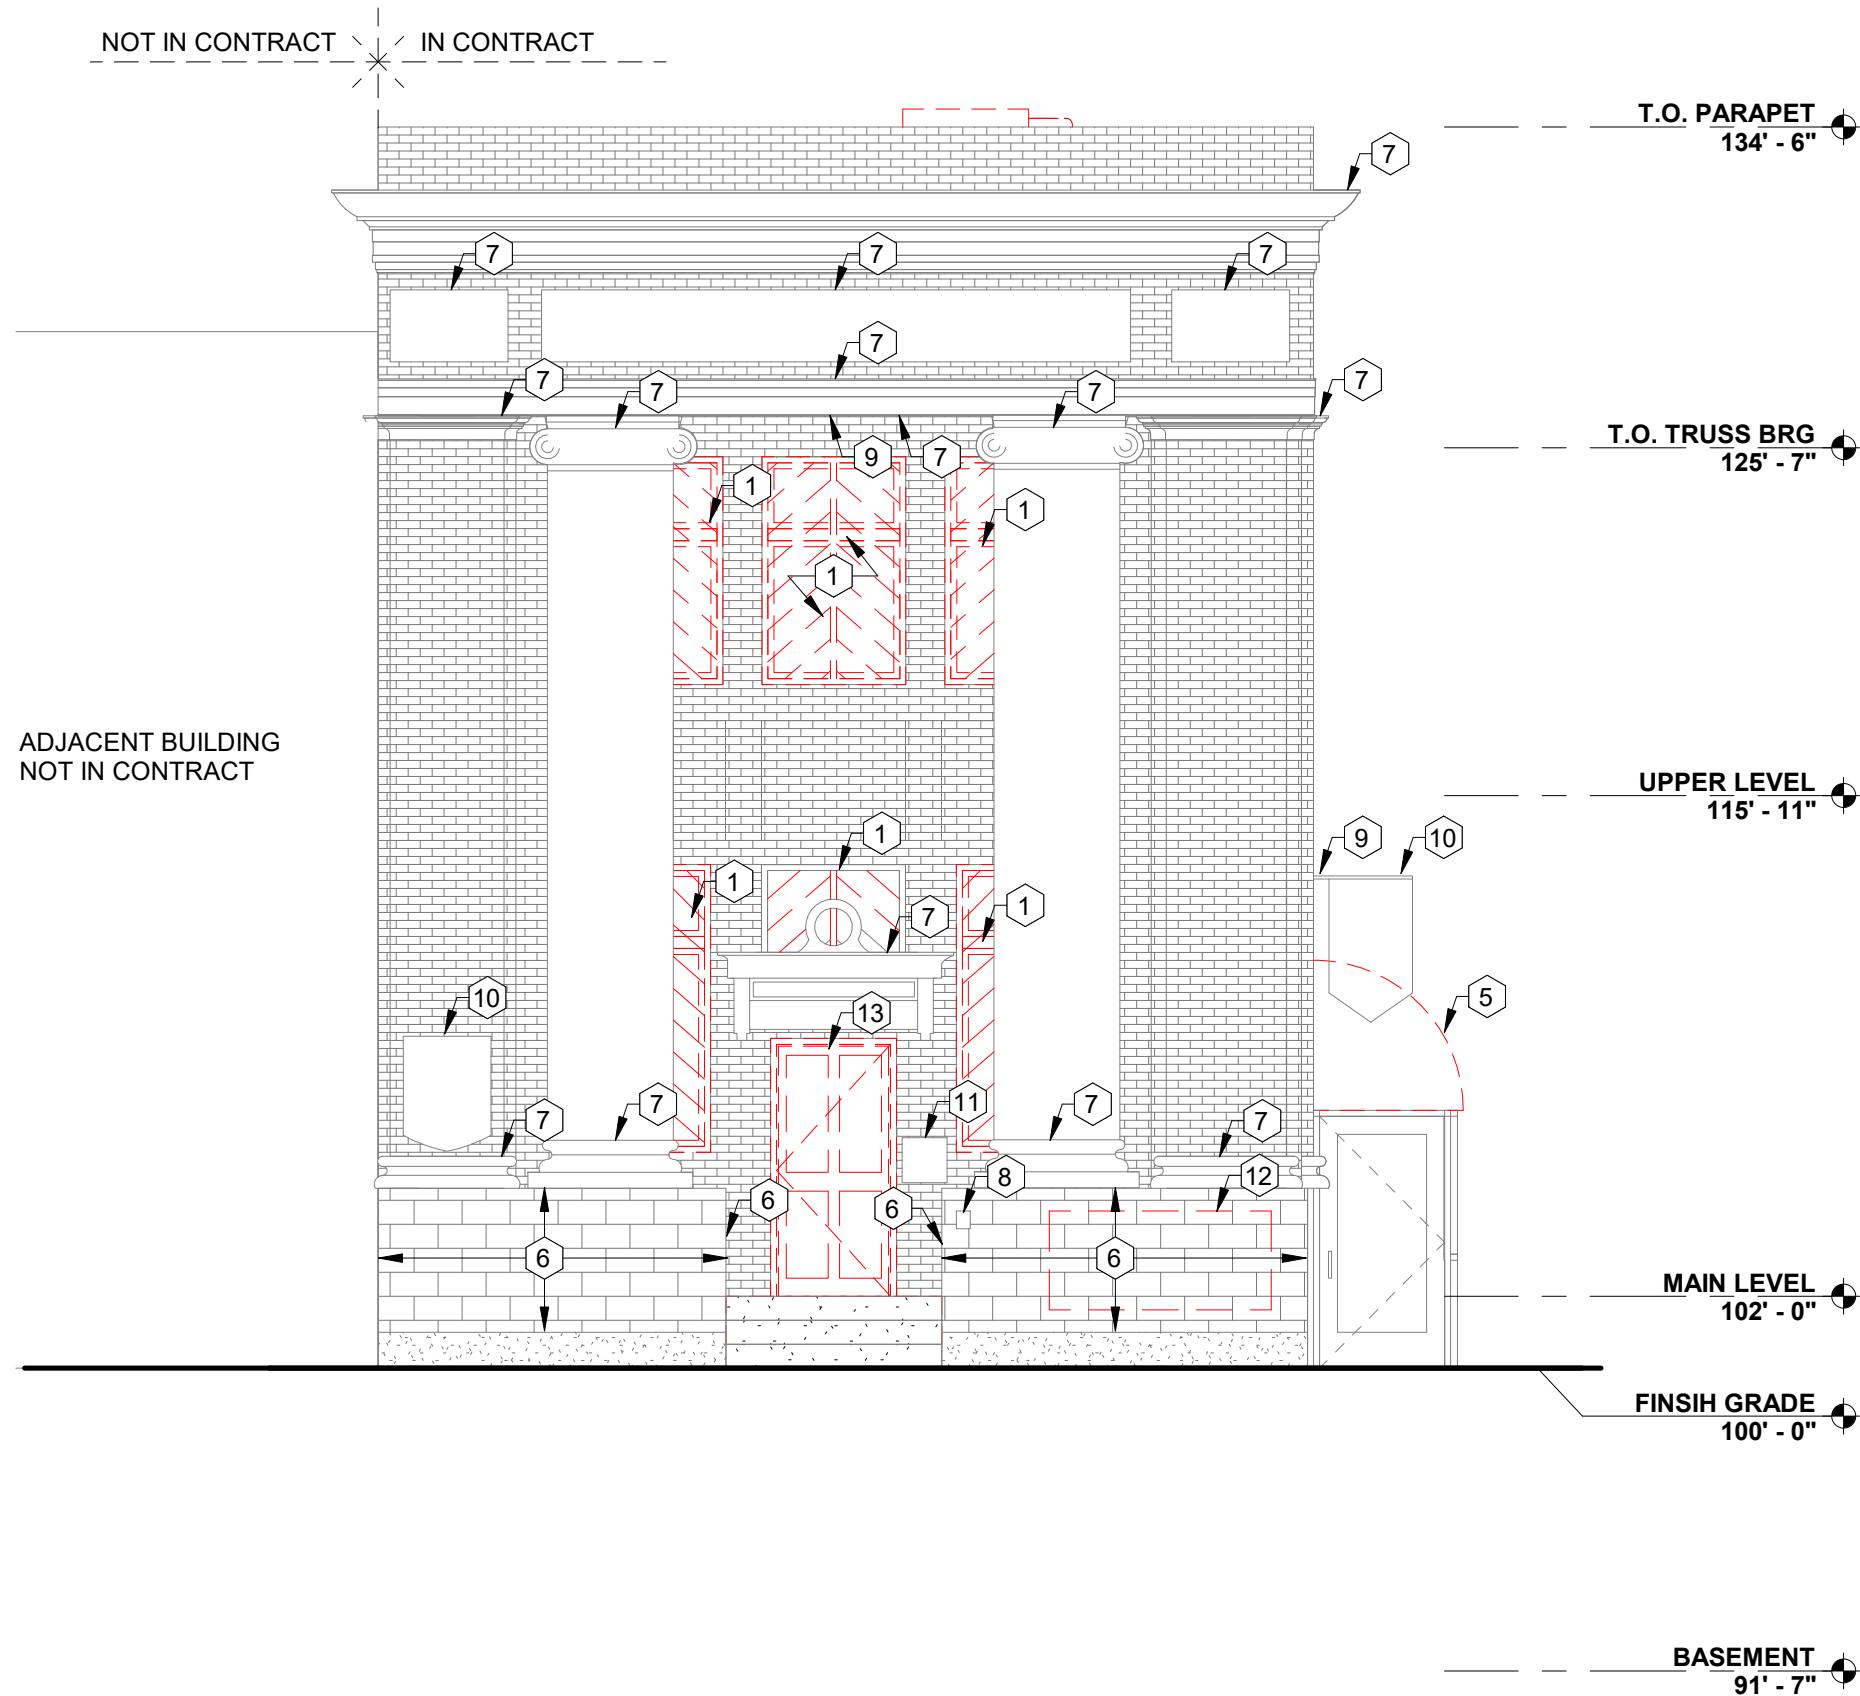 NOT IN CONTRACT
IN CONTRACT
T.O. PARAPET
134' - 6"
7
7
7
7
7
7
7
7
7
T.O. TRUSS BRG
125' - 7"
9
7
1
1
1
ADJACENT BUILDING
NOT IN CONTRACT
UPPER LEVEL
115' - 11"
1
9
10
1
1
7
10
13
5
7
7
11
7
7
8
12
6
6
6
6
MAIN LEVEL
102' - 0"
FINSIH GRADE
100' - 0"
BASEMENT
91' - 7"